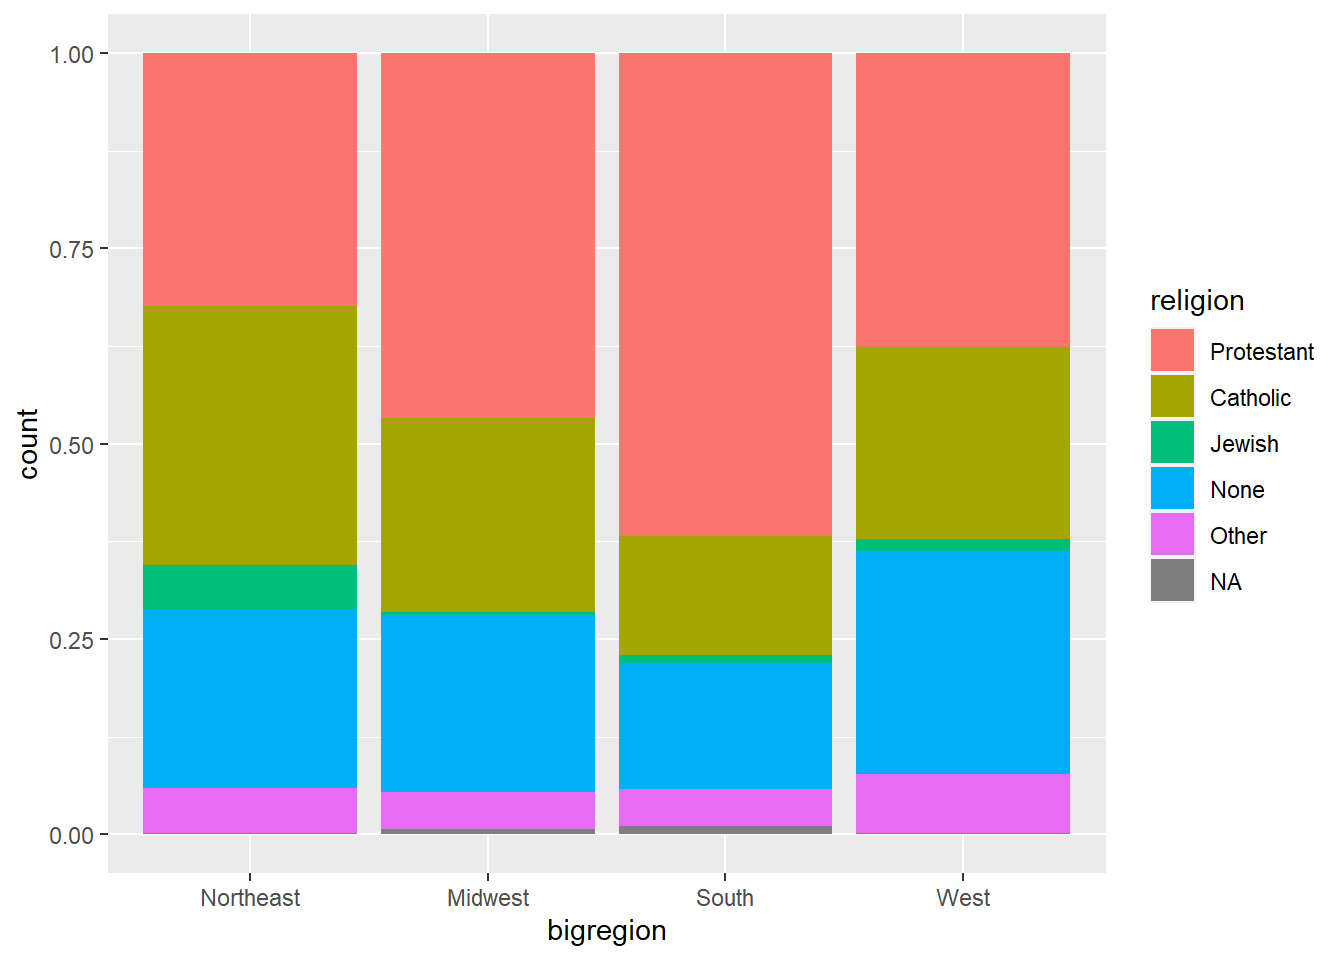 1.00
0.75
0.50
0.25
0.00
count
Northeast
Midwest
South
West
bigregion
religion
Protestant
Catholic
Jewish
None
Other
NA